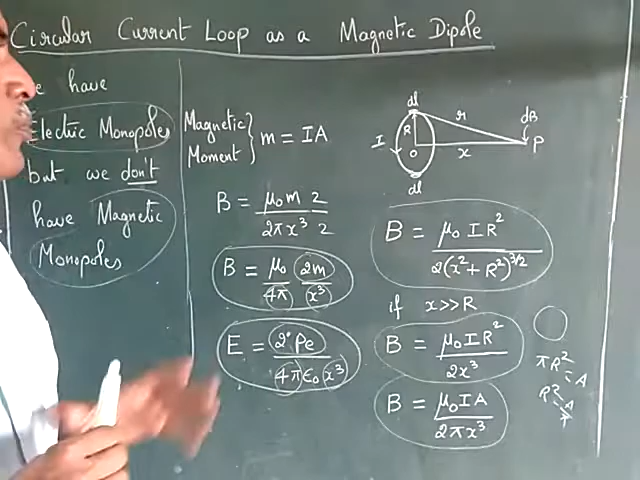 Circular Current Loop as a Magnetic Dipole
have
Electric Monopoles
but we don't
have Magnetic
Monopoles
Magnetic
Moment } m = IA
B = μ₀m 2 / 2πx³ 2
B = μ₀ 2m / 4π x³
E = 2 Pe / 4π ε₀ x³
dl
r
dB
R
I
O
x
P
dl
B = μ₀ I R² / 2(x² + R²)^3/2
if x >> R
B = μ₀ I R² / 2x³
B = μ₀ I A / 2πx³
πR² = A
R² = A / π